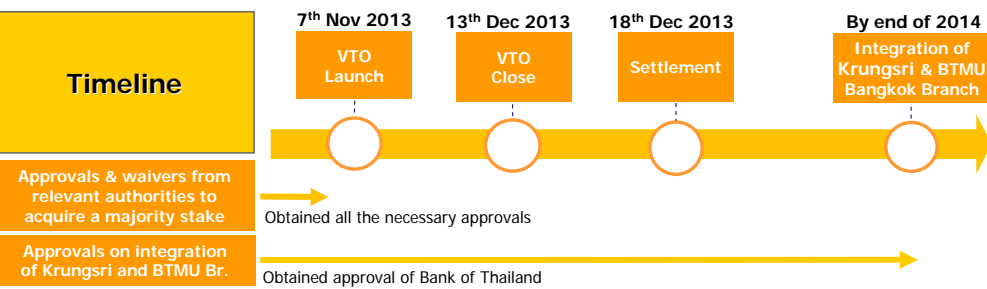 Timeline
7th Nov 2013
VTO
Launch
13th Dec 2013
VTO
Close
18th Dec 2013
Settlement
By end of 2014
Integration of
Krungsri & BTMU
Bangkok Branch
Approvals & waivers from
relevant authorities to
acquire a majority stake
Obtained all the necessary approvals
Approvals on integration
of Krungsri and BTMU Br.
Obtained approval of Bank of Thailand